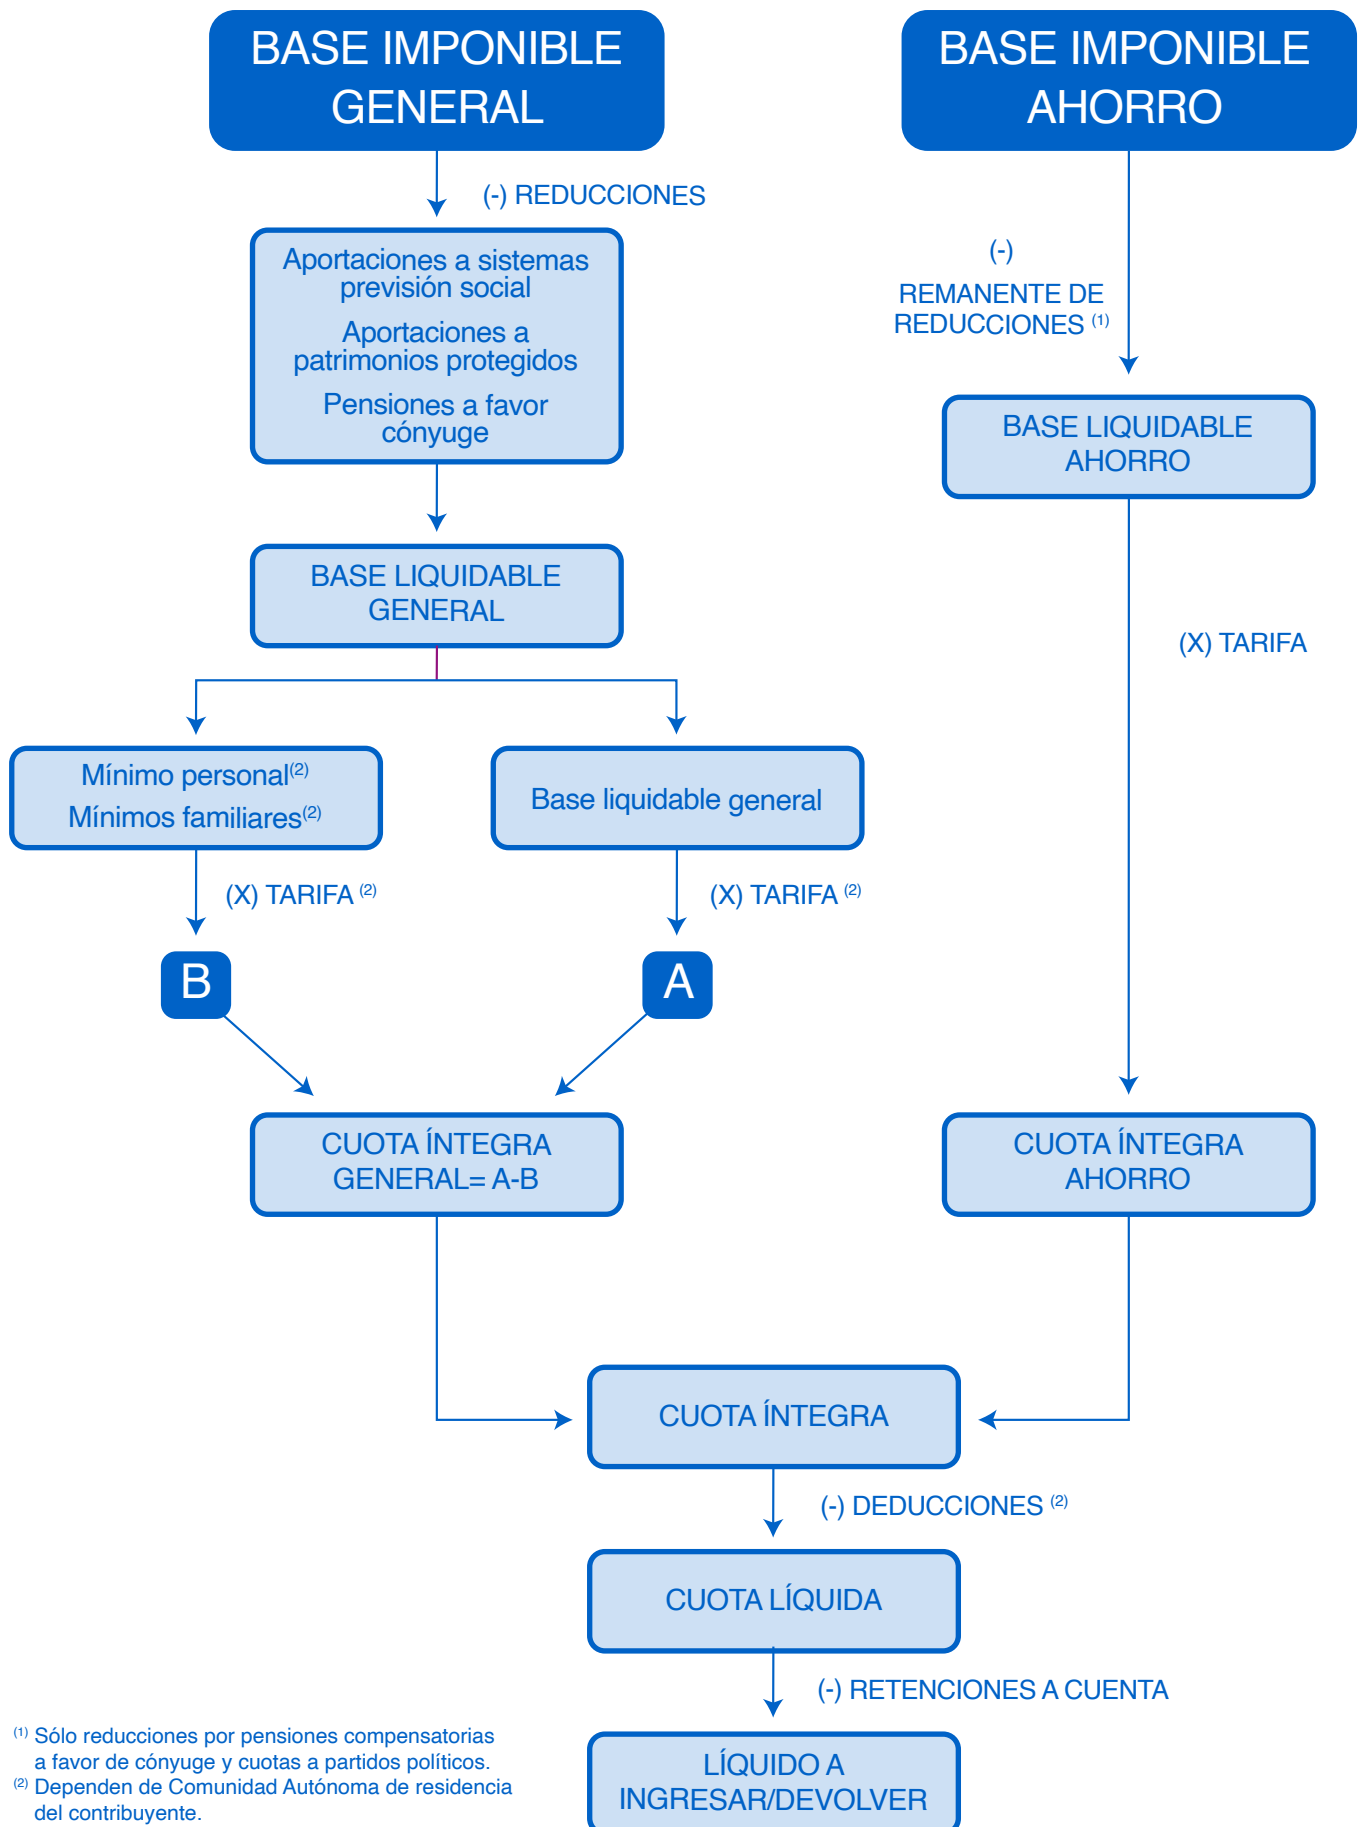 BASE IMPONIBLE
GENERAL
BASE IMPONIBLE
AHORRO
(-) REDUCCIONES
Aportaciones a sistemas
previsión social
Aportaciones a
patrimonios protegidos
Pensiones a favor
cónyuge
(-)
REMANENTE DE
REDUCCIONES (1)
BASE LIQUIDABLE
AHORRO
BASE LIQUIDABLE
GENERAL
(X) TARIFA
Mínimo personal(2)
Mínimos familiares(2)
Base liquidable general
(X) TARIFA (2)
(X) TARIFA (2)
B
A
CUOTA ÍNTEGRA
GENERAL= A-B
CUOTA ÍNTEGRA
AHORRO
CUOTA ÍNTEGRA
(-) DEDUCCIONES (2)
CUOTA LÍQUIDA
(-) RETENCIONES A CUENTA
LÍQUIDO A
INGRESAR/DEVOLVER
(1) Sólo reducciones por pensiones compensatorias
a favor de cónyuge y cuotas a partidos políticos.
(2) Dependen de Comunidad Autónoma de residencia
del contribuyente.